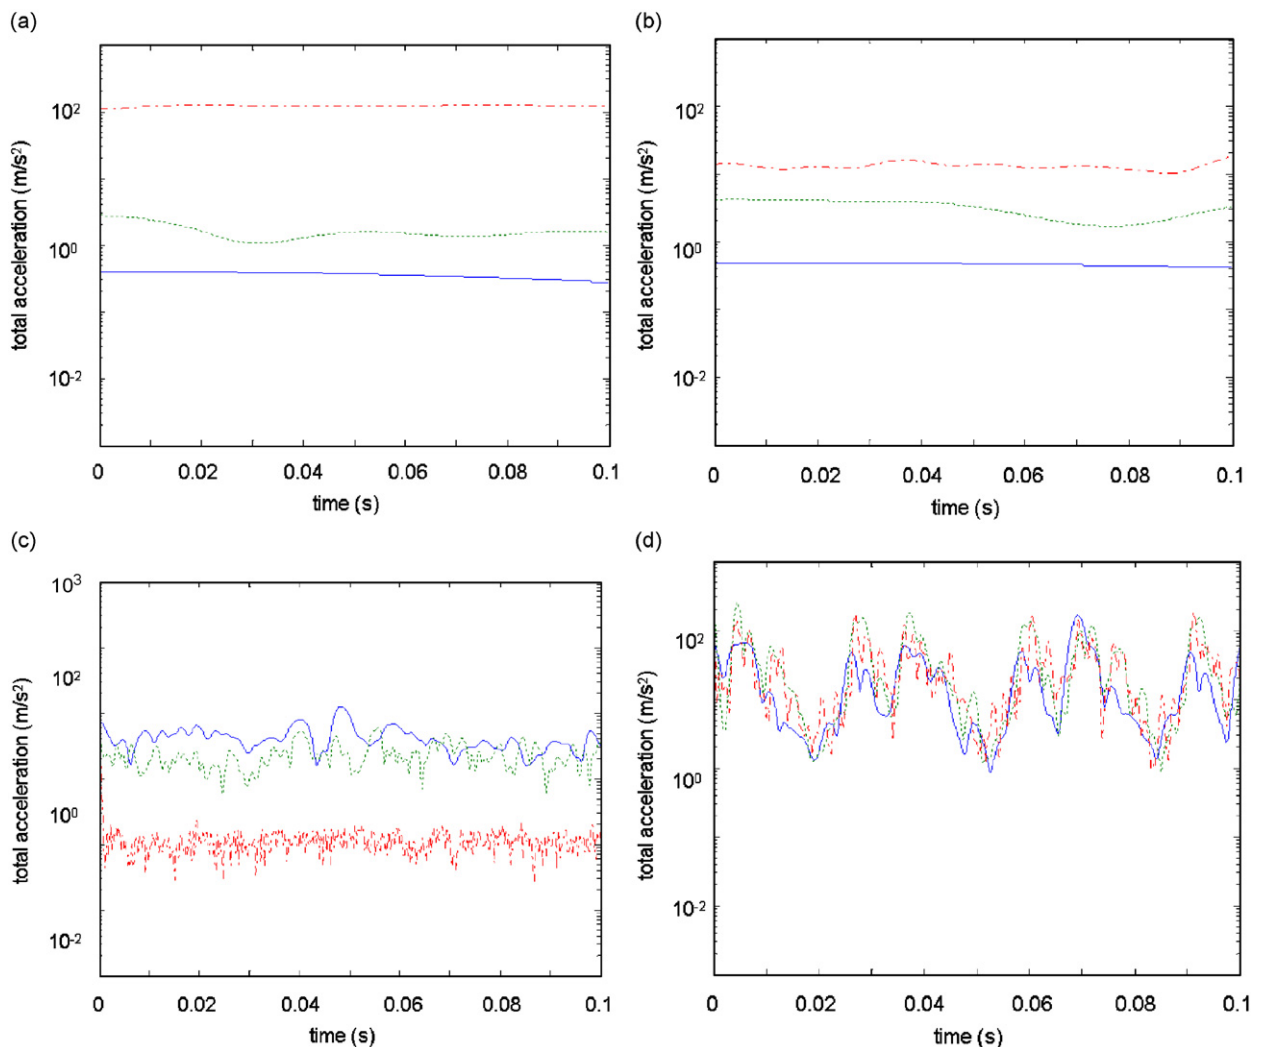 (a)
10²
10⁰
10⁻²
total acceleration (m/s²)
0 0.02 0.04 0.06 0.08 0.1
time (s)
(b)
10²
10⁰
10⁻²
total acceleration (m/s²)
0 0.02 0.04 0.06 0.08 0.1
time (s)
(c)
10³
10²
10⁰
10⁻²
total acceleration (m/s²)
0 0.02 0.04 0.06 0.08 0.1
time (s)
(d)
10²
10⁰
10⁻²
total acceleration (m/s²)
0 0.02 0.04 0.06 0.08 0.1
time (s)